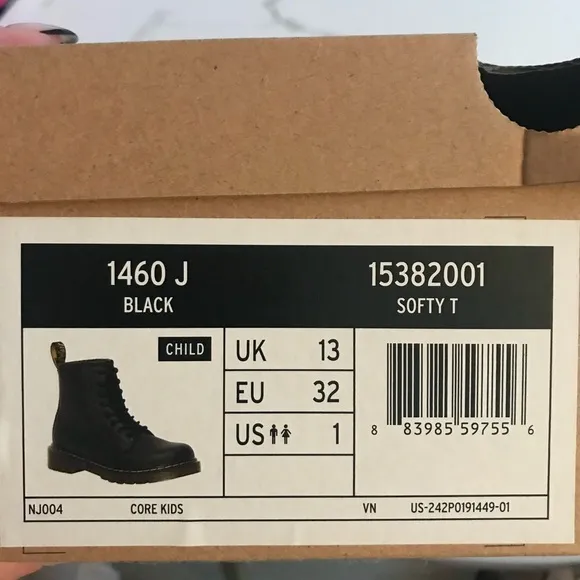 1460 J 15382001
BLACK SOFTY T
CHILD
UK 13
EU 32
US 1
8 83985 59755 6
NJ004 CORE KIDS VN US-242P0191449-01